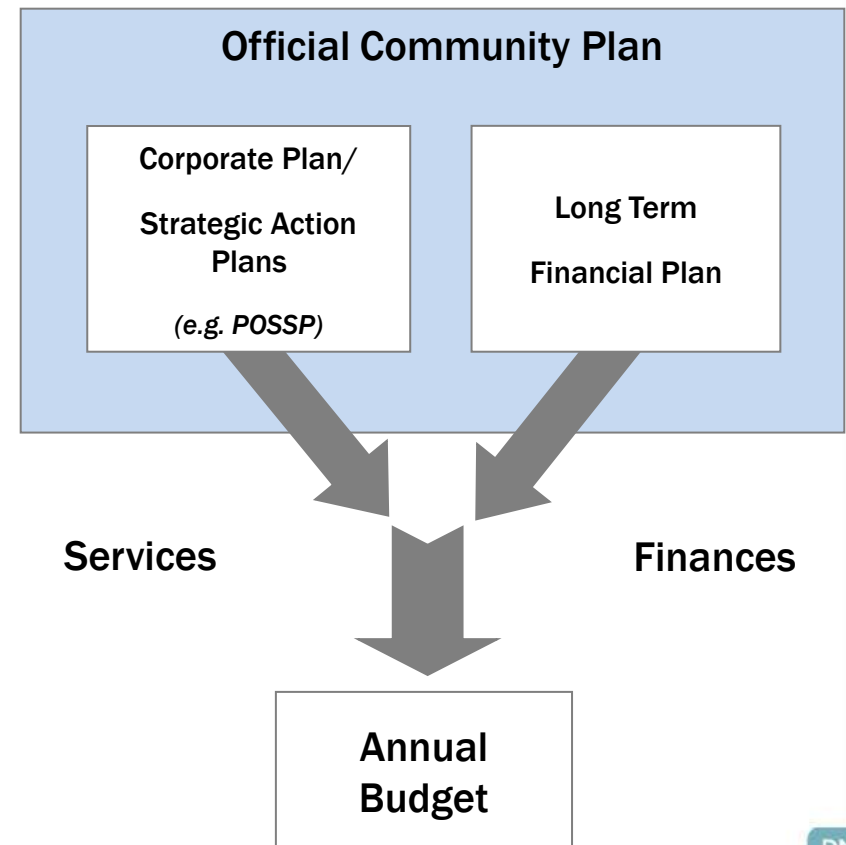 Official Community Plan
Corporate Plan/
Strategic Action
Plans
(e.g. POSSP)
Long Term
Financial Plan
Services
Finances
Annual
Budget